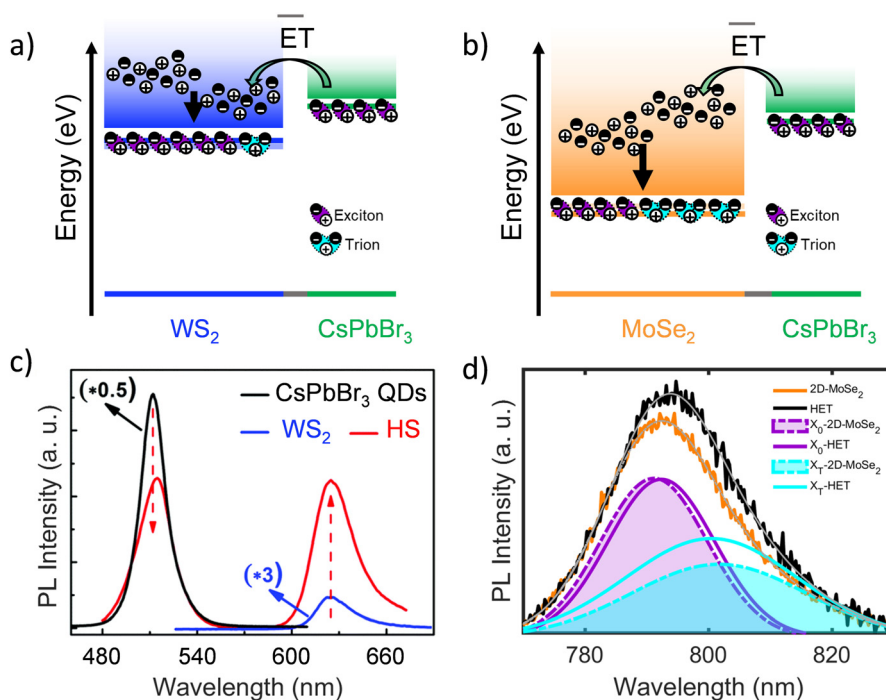 a)
ET
Energy (eV)
Exciton
Trion
WS₂
CsPbBr₃
b)
ET
Energy (eV)
Exciton
Trion
MoSe₂
CsPbBr₃
c)
(*0.5)
CsPbBr₃ QDs
WS₂ HS
(*3)
PL Intensity (a. u.)
480 540 600 660
Wavelength (nm)
d)
2D-MoSe₂
HET
X₀-2D-MoSe₂
X₀-HET
X_T-2D-MoSe₂
X_T-HET
PL Intensity (a. u.)
780 800 820
Wavelength (nm)